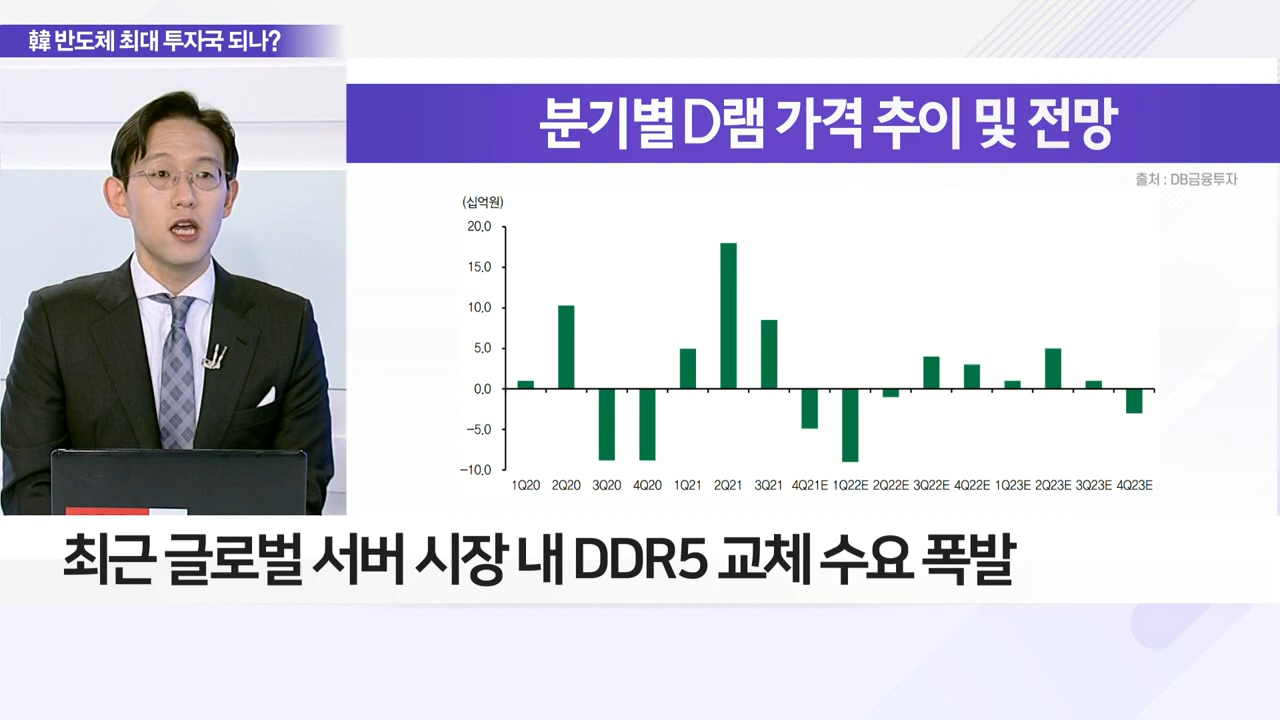 韓 반도체 최대 투자국 되나?
분기별 D램 가격 추이 및 전망
출처 : DB금융투자
(십억원)
20.0
15.0
10.0
5.0
0.0
-5.0
-10.0
1Q20 2Q20 3Q20 4Q20 1Q21 2Q21 3Q21 4Q21E 1Q22E 2Q22E 3Q22E 4Q22E 1Q23E 2Q23E 3Q23E 4Q23E
최근 글로벌 서버 시장 내 DDR5 교체 수요 폭발